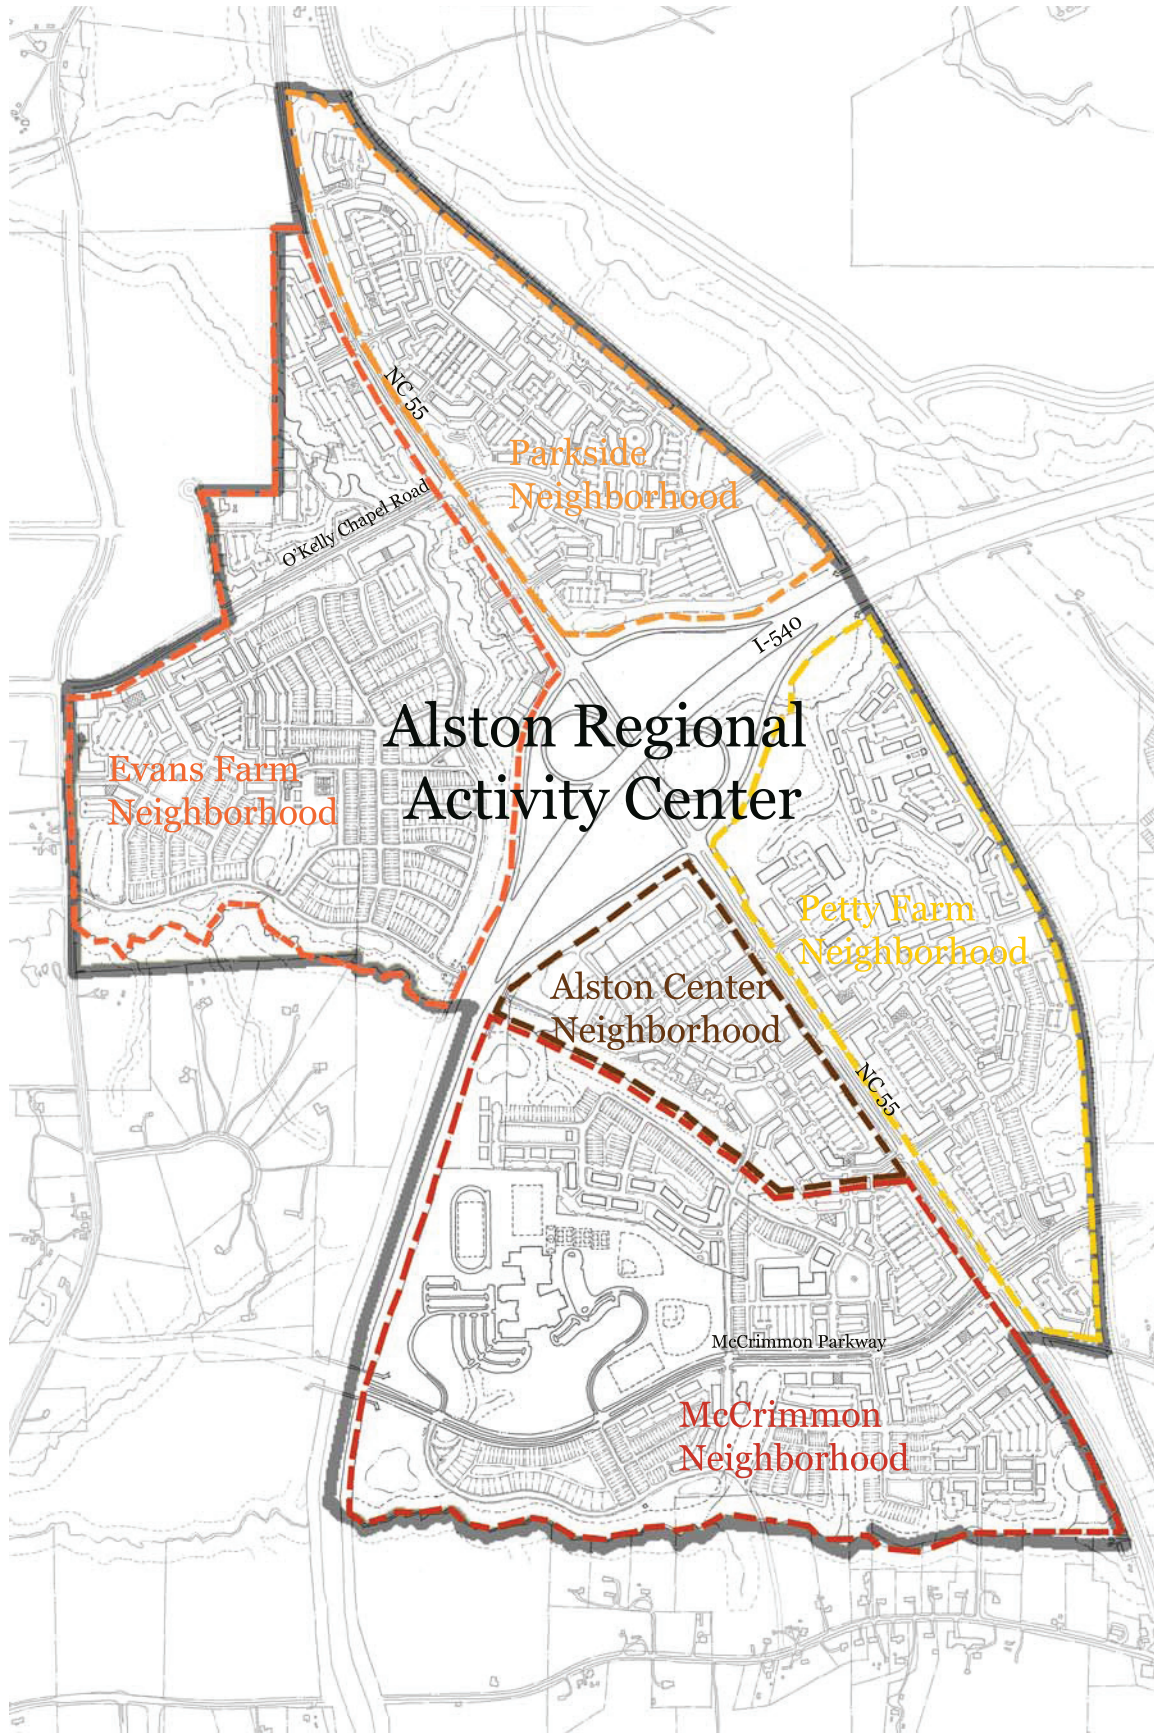 NC 55
Parkside
Neighborhood
O'Kelly Chapel Road
I-540
Alston Regional
Activity Center
Evans Farm
Neighborhood
Petty Farm
Neighborhood
Alston Center
Neighborhood
NC 55
McCrimmon Parkway
McCrimmon
Neighborhood